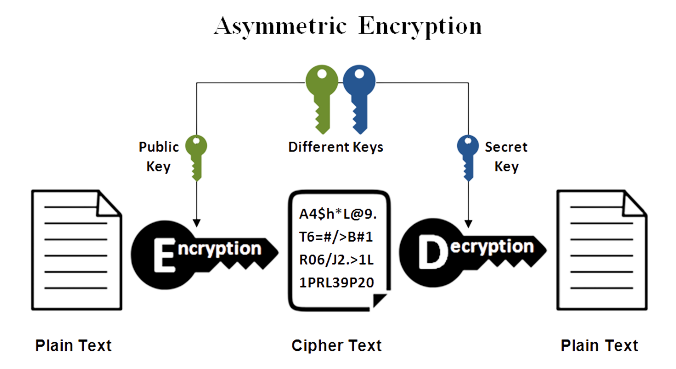 Asymmetric Encryption
Public
Key
Different Keys
Secret
Key
Encryption
A4$h*L@9.
T6=#/>B#1
R06/J2.>1L
1PRL39P20
Decryption
Plain Text
Cipher Text
Plain Text